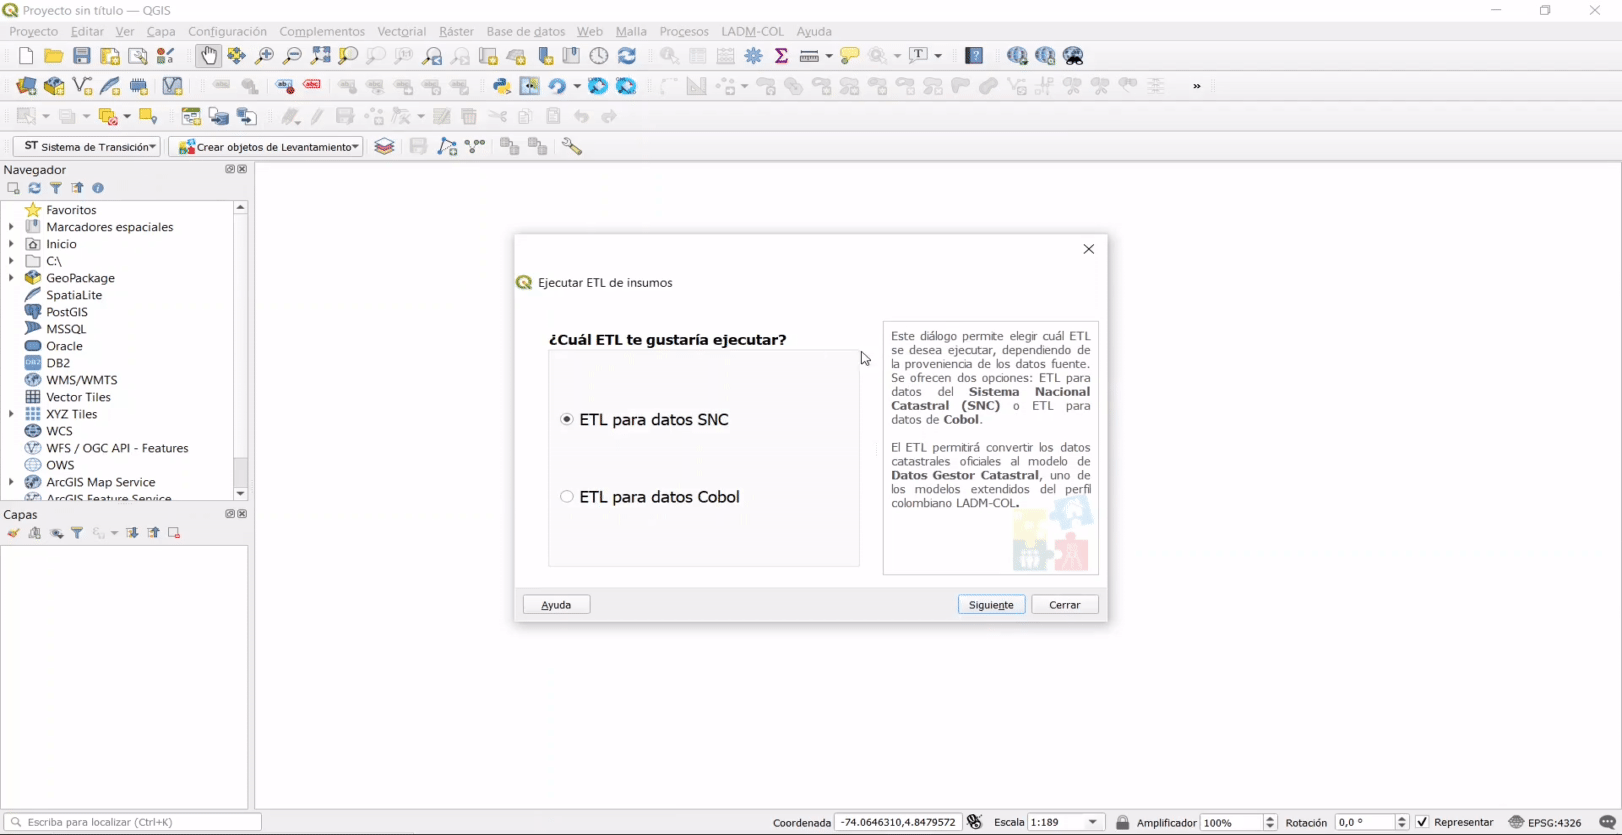 Proyecto sin título — QGIS
Proyecto Editar Ver Capa Configuración Complementos Vectorial Ráster Base de datos Web Malla Procesos LADM-COL Ayuda
ST Sistema de Transición Crear objetos de Levantamiento
Navegador
Favoritos
Marcadores espaciales
Inicio
C:\
GeoPackage
SpatiaLite
PostGIS
MSSQL
Oracle
DB2
WMS/WMTS
Vector Tiles
XYZ Tiles
WCS
WFS / OGC API - Features
OWS
ArcGIS Map Service
ArcGIS Feature Service
Capas
Ejecutar ETL de insumos
¿Cuál ETL te gustaría ejecutar?
ETL para datos SNC
ETL para datos Cobol
Este diálogo permite elegir cuál ETL
se desea ejecutar, dependiendo de
la proveniencia de los datos fuente.
Se ofrecen dos opciones: ETL para
datos del Sistema Nacional
Catastral (SNC) o ETL para
datos de Cobol.
El ETL permitirá convertir los datos
catastrales oficiales al modelo de
Datos Gestor Catastral, uno de
los modelos extendidos del perfil
colombiano LADM-COL.
Ayuda Siguiente Cerrar
Escriba para localizar (Ctrl+K) Coordenada -74.0646310,4.8479572 Escala 1:189 Amplificador 100% Rotación 0,0 ° Representar EPSG:4326